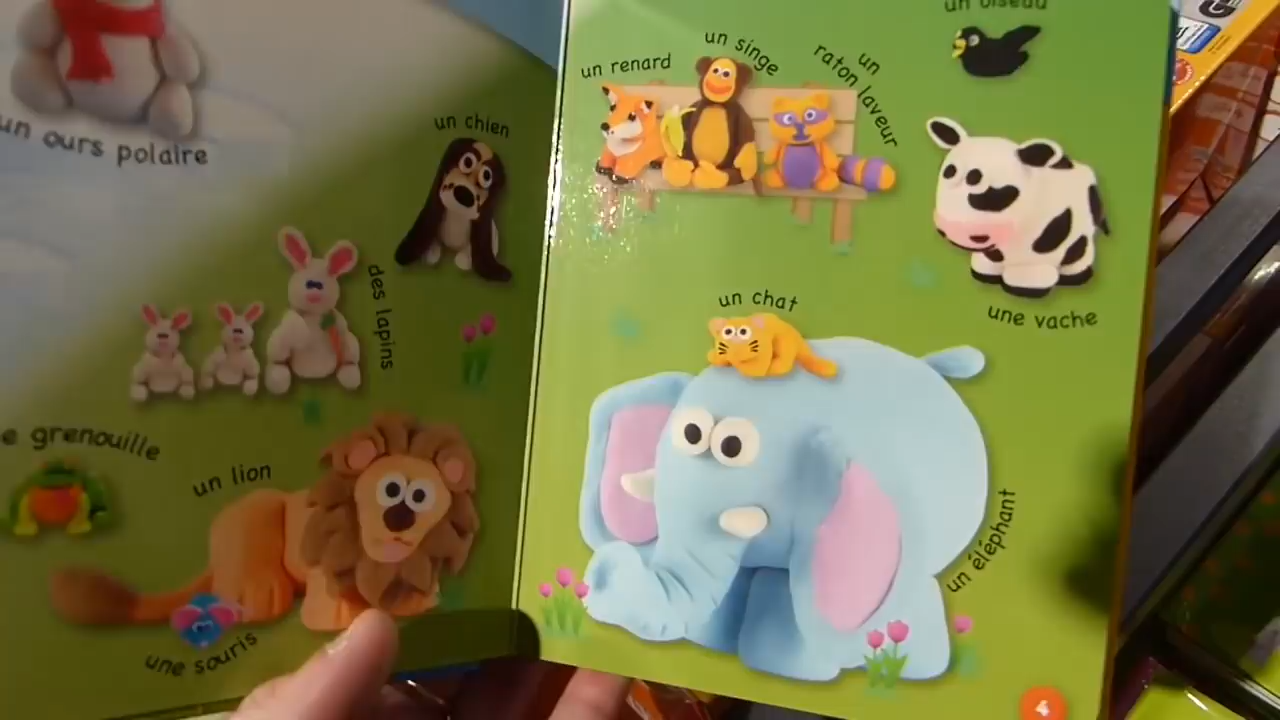 un ours polaire
un chien
des lapins
grenouille
un lion
une souris
un renard
un singe
un
raton laveur
un oiseau
une vache
un chat
un éléphant
4